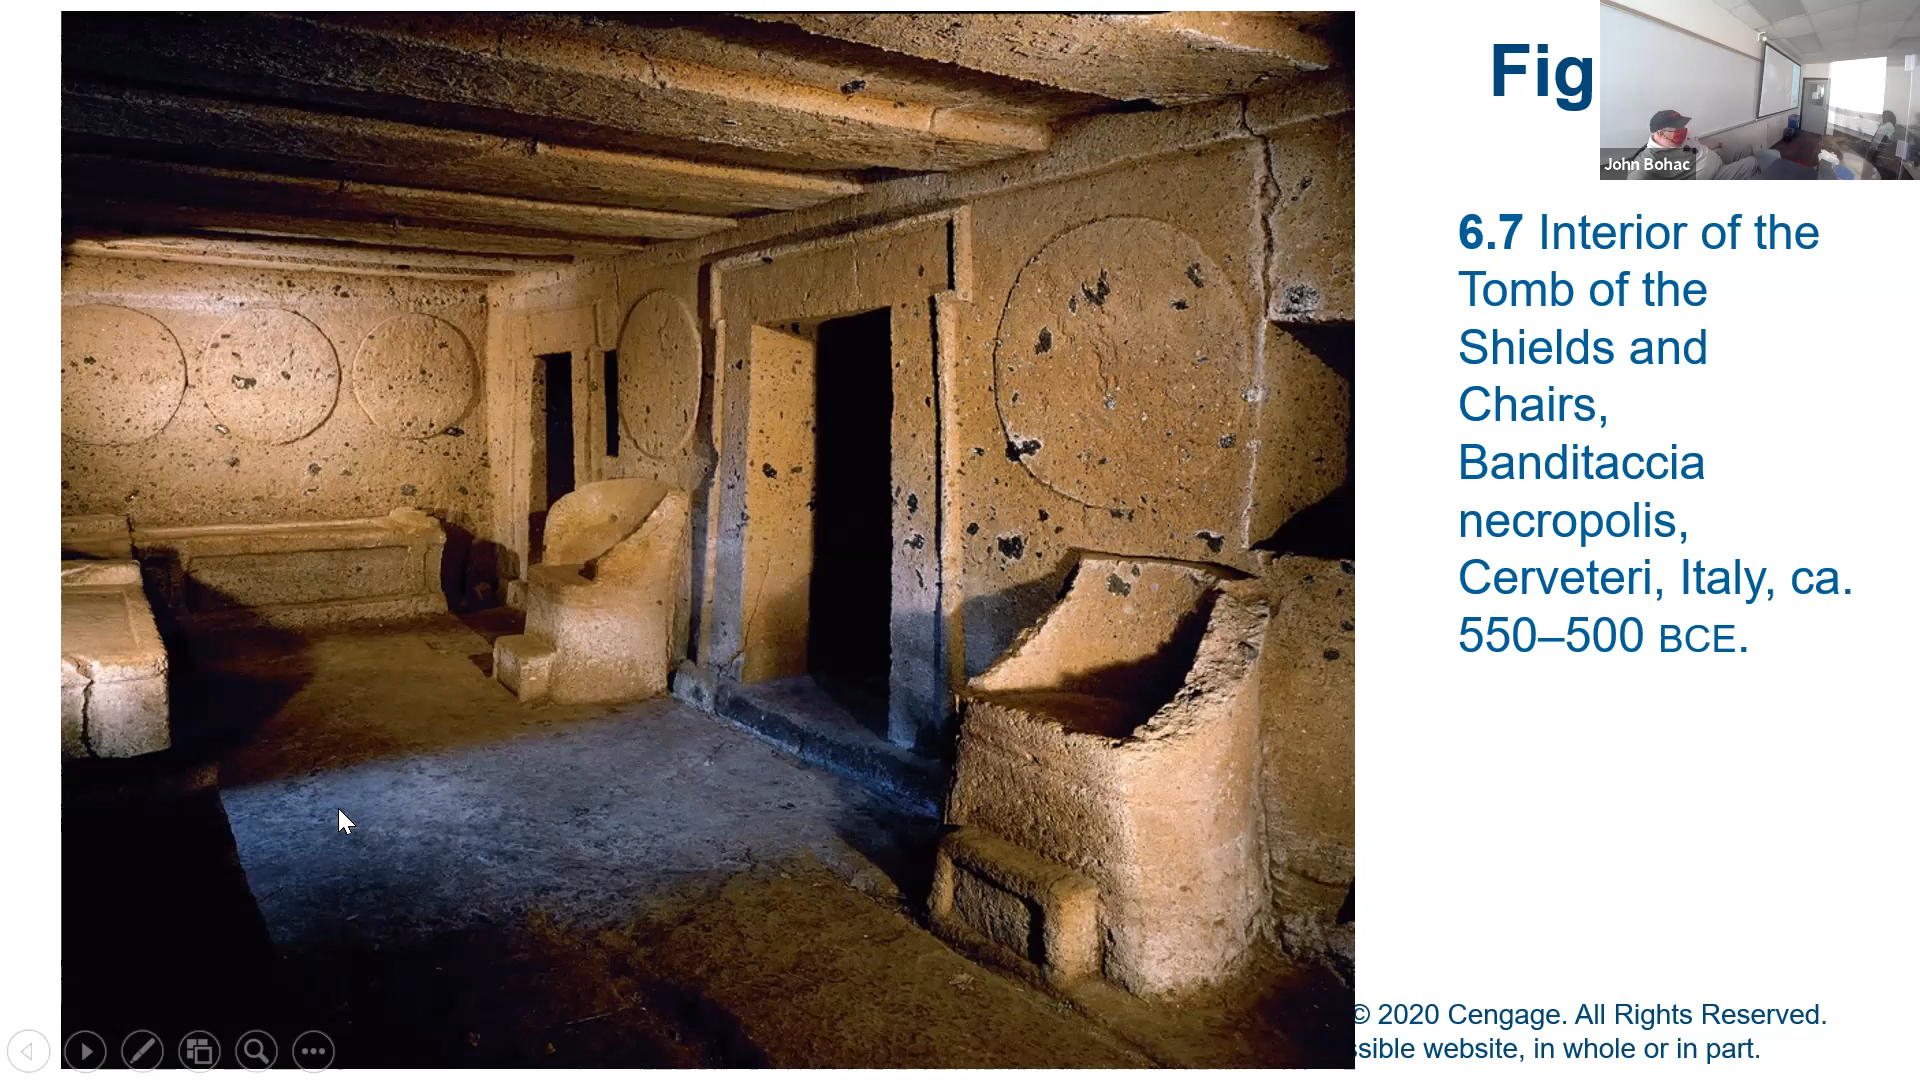 Fig
John Bohac
6.7 Interior of the
Tomb of the
Shields and
Chairs,
Banditaccia
necropolis,
Cerveteri, Italy, ca.
550–500 BCE.
© 2020 Cengage. All Rights Reserved.
ssible website, in whole or in part.